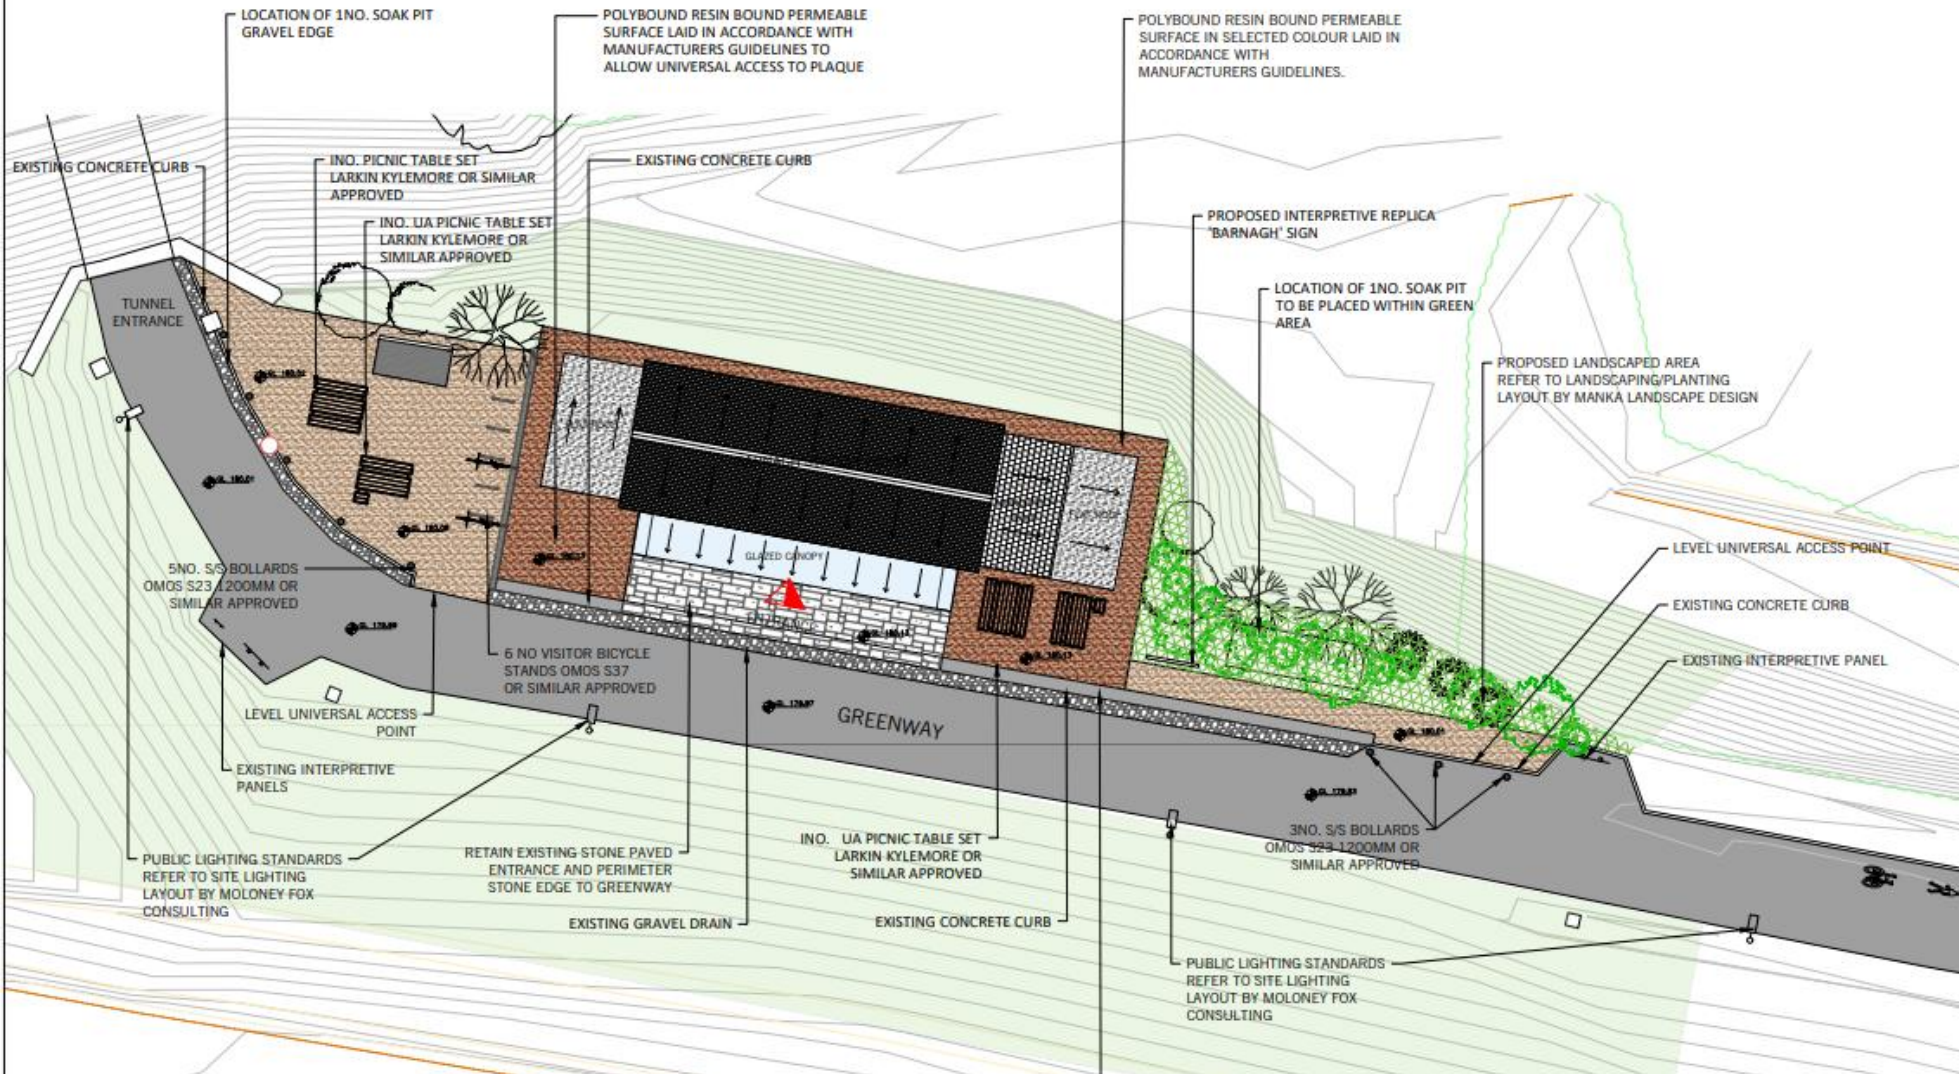 LOCATION OF 1NO. SOAK PIT
GRAVEL EDGE
POLYBOUND RESIN BOUND PERMEABLE
SURFACE LAID IN ACCORDANCE WITH
MANUFACTURERS GUIDELINES TO
ALLOW UNIVERSAL ACCESS TO PLAQUE
POLYBOUND RESIN BOUND PERMEABLE
SURFACE IN SELECTED COLOUR LAID IN
ACCORDANCE WITH
MANUFACTURERS GUIDELINES.
EXISTING CONCRETE CURB
INO. PICNIC TABLE SET
LARKIN KYLEMORE OR SIMILAR
APPROVED
EXISTING CONCRETE CURB
INO. UA PICNIC TABLE SET
LARKIN KYLEMORE OR
SIMILAR APPROVED
PROPOSED INTERPRETIVE REPLICA
'BARNAGH' SIGN
LOCATION OF 1NO. SOAK PIT
TO BE PLACED WITHIN GREEN
AREA
TUNNEL
ENTRANCE
PROPOSED LANDSCAPED AREA
REFER TO LANDSCAPING/PLANTING
LAYOUT BY MANKA LANDSCAPE DESIGN
GLAZED CANOPY
ENTRANCE
LEVEL UNIVERSAL ACCESS POINT
5NO. S/S BOLLARDS
OMOS S23 1200MM OR
SIMILAR APPROVED
EXISTING CONCRETE CURB
6 NO VISITOR BICYCLE
STANDS OMOS S37
OR SIMILAR APPROVED
EXISTING INTERPRETIVE PANEL
LEVEL UNIVERSAL ACCESS
POINT
GREENWAY
EXISTING INTERPRETIVE
PANELS
PUBLIC LIGHTING STANDARDS
REFER TO SITE LIGHTING
LAYOUT BY MOLONEY FOX
CONSULTING
RETAIN EXISTING STONE PAVED
ENTRANCE AND PERIMETER
STONE EDGE TO GREENWAY
INO. UA PICNIC TABLE SET
LARKIN KYLEMORE OR
SIMILAR APPROVED
3NO. S/S BOLLARDS
OMOS S23 1200MM OR
SIMILAR APPROVED
EXISTING GRAVEL DRAIN
EXISTING CONCRETE CURB
PUBLIC LIGHTING STANDARDS
REFER TO SITE LIGHTING
LAYOUT BY MOLONEY FOX
CONSULTING